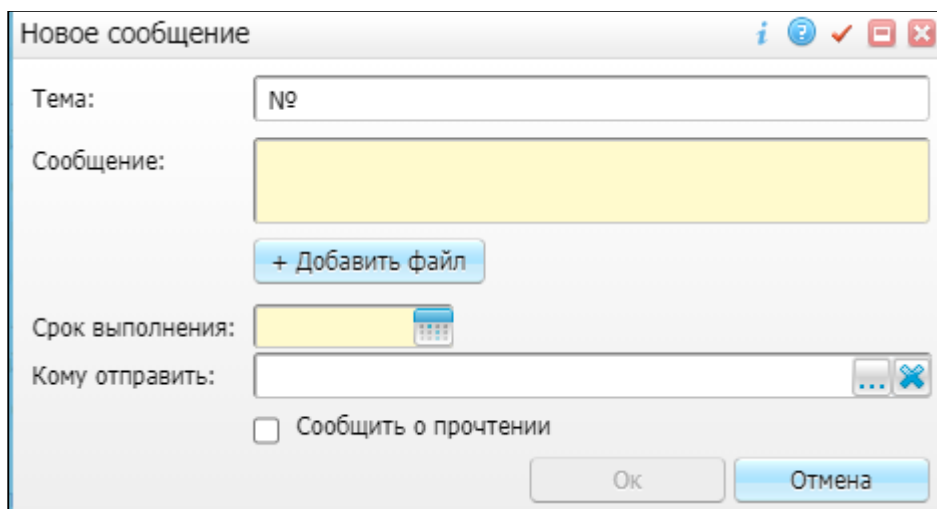 Новое сообщение
Тема:
№
Сообщение:
+ Добавить файл
Срок выполнения:
Кому отправить:
...
Сообщить о прочтении
Ок
Отмена